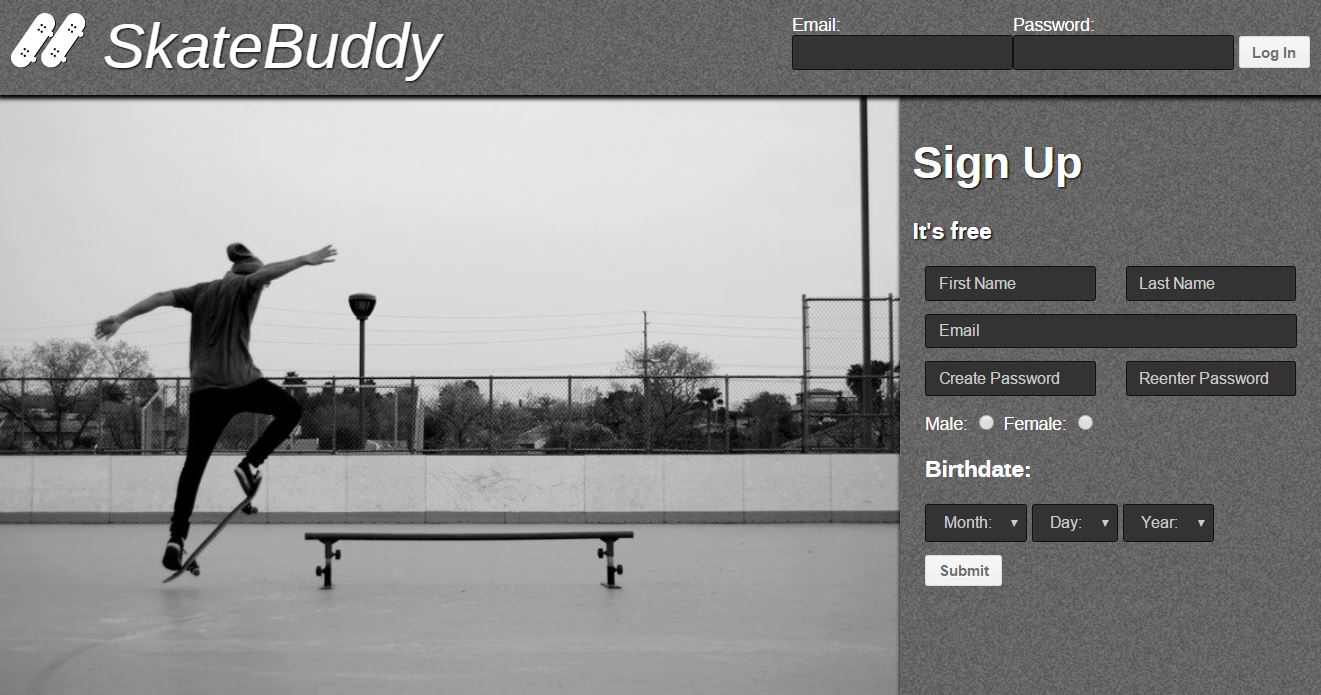 SkateBuddy
Email: Password:
Log In
Sign Up
It's free
First Name Last Name
Email
Create Password Reenter Password
Male: Female:
Birthdate:
Month: Day: Year:
Submit